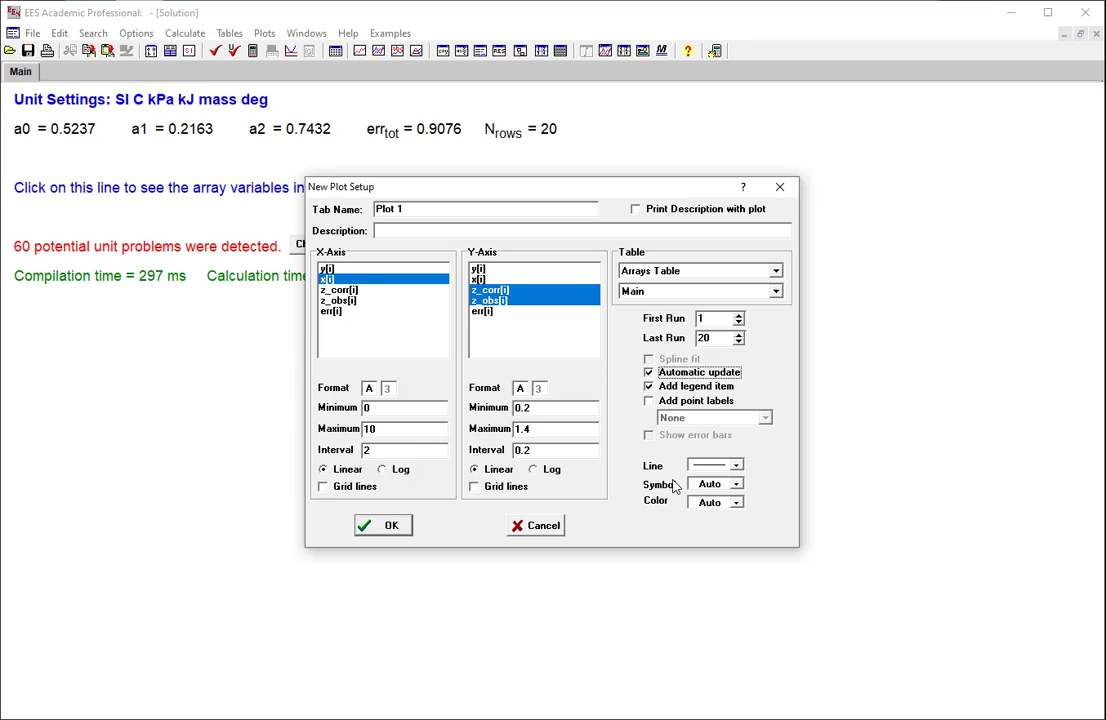 EES Academic Professional: - [Solution]
File Edit Search Options Calculate Tables Plots Windows Help Examples
Main
Unit Settings: SI C kPa kJ mass deg
a0 = 0.5237 a1 = 0.2163 a2 = 0.7432 errtot = 0.9076 Nrows = 20
Click on this line to see the array variables in
60 potential unit problems were detected. Ch
Compilation time = 297 ms Calculation time
New Plot Setup ?
Tab Name: Plot 1 Print Description with plot
Description:
X-Axis Y-Axis Table
y[i] y[i] Arrays Table
x[i] x[i]
z_corr[i] z_corr[i] Main
z_obs[i] z_obs[i]
err[i] err[i]
First Run 1
Last Run 20
Spline fit
Automatic update
Format A 3 Format A 3 Add legend item
Add point labels
Minimum 0 Minimum 0.2 None
Maximum 10 Maximum 1.4 Show error bars
Interval 2 Interval 0.2
Linear Log Linear Log Line
Grid lines Grid lines Symbo Auto
Color Auto
OK Cancel